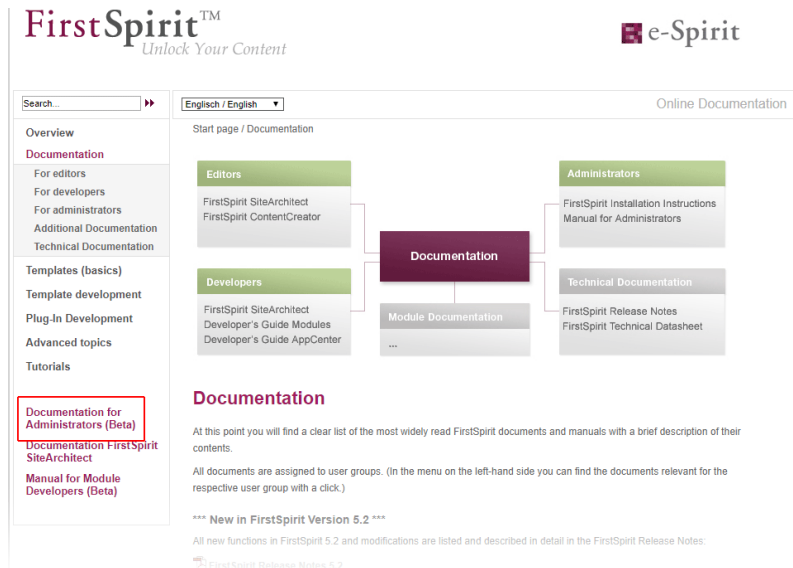 FirstSpirit™
Unlock Your Content
e-Spirit
Search...
Englisch / English
Online Documentation
Overview
Documentation
For editors
For developers
For administrators
Additional Documentation
Technical Documentation
Templates (basics)
Template development
Plug-In Development
Advanced topics
Tutorials
Documentation for
Administrators (Beta)
Documentation FirstSpirit
SiteArchitect
Manual for Module
Developers (Beta)
Start page / Documentation
Editors
FirstSpirit SiteArchitect
FirstSpirit ContentCreator
Administrators
FirstSpirit Installation Instructions
Manual for Administrators
Documentation
Developers
FirstSpirit SiteArchitect
Developer's Guide Modules
Developer's Guide AppCenter
Module Documentation
...
Technical Documentation
FirstSpirit Release Notes
FirstSpirit Technical Datasheet
Documentation
At this point you will find a clear list of the most widely read FirstSpirit documents and manuals with a brief description of their
contents.
All documents are assigned to user groups. (In the menu on the left-hand side you can find the documents relevant for the
respective user group with a click.)
*** New in FirstSpirit Version 5.2 ***
All new functions in FirstSpirit 5.2 and modifications are listed and described in detail in the FirstSpirit Release Notes:
FirstSpirit Release Notes 5.2